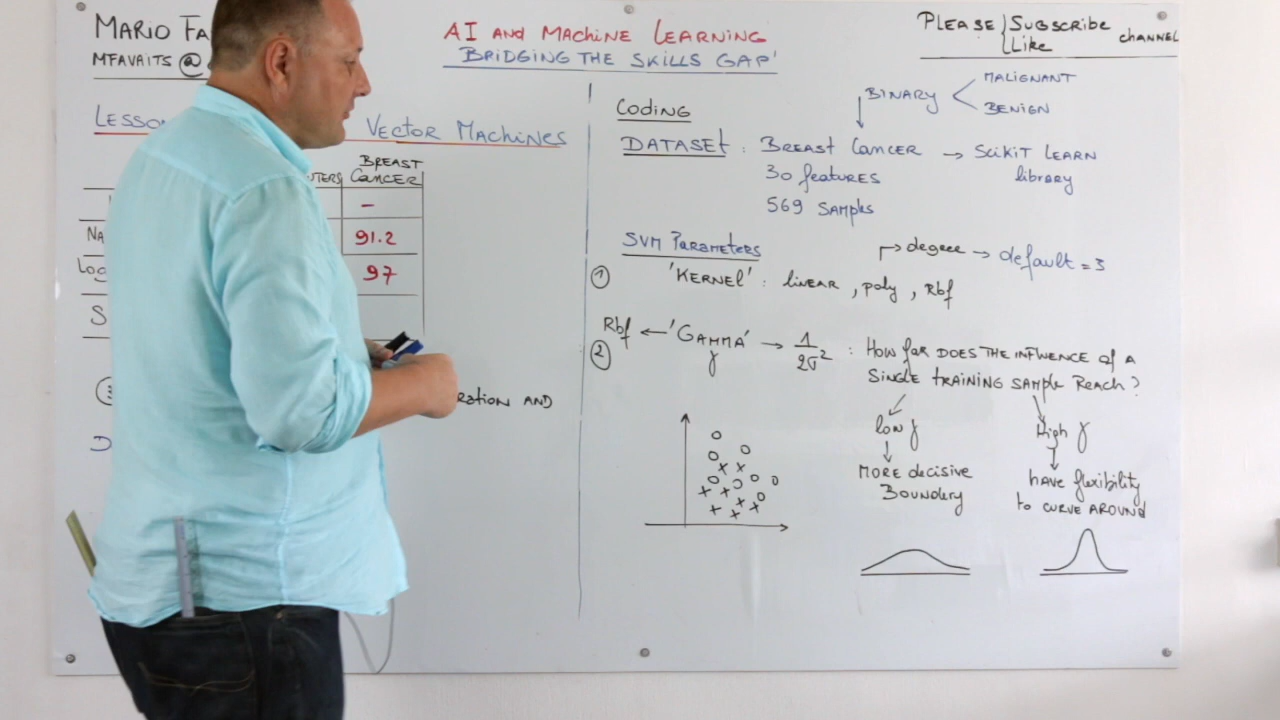 MARIO
MFAVAITS @
AI AND MACHINE LEARNING
'BRIDGING THE SKILLS GAP'
PLEASE SUBSCRIBE
LIKE
CHANNEL
VECTOR MACHINES
BREAST
CANCER
-
NA
91.2
97
S
3
RATION AND
D
CODING
BINARY
MALIGNANT
BENIGN
DATASET : BREAST CANCER → SCIKIT LEARN
library
30 features
569 SAMPLES
SVM PARAMETERS
degree → default = 3
1 'KERNEL' : LINEAR , poly , Rbf
2 Rbf ← 'GAMMA' → 1/2σ² : HOW far DOES THE INFLUENCE of A
γ
SINGLE TRAINING SAMPLE REACH ?
low γ
High γ
MORE decisive
BOUNDERY
HAVE flexibility
to CURVE AROUND